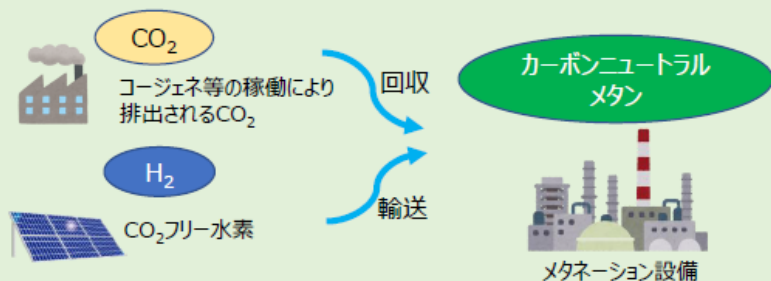 CO₂
コージェネ等の稼働により
排出されるCO₂
回収
H₂
CO₂フリー水素
輸送
カーボンニュートラル
メタン
メタネーション設備